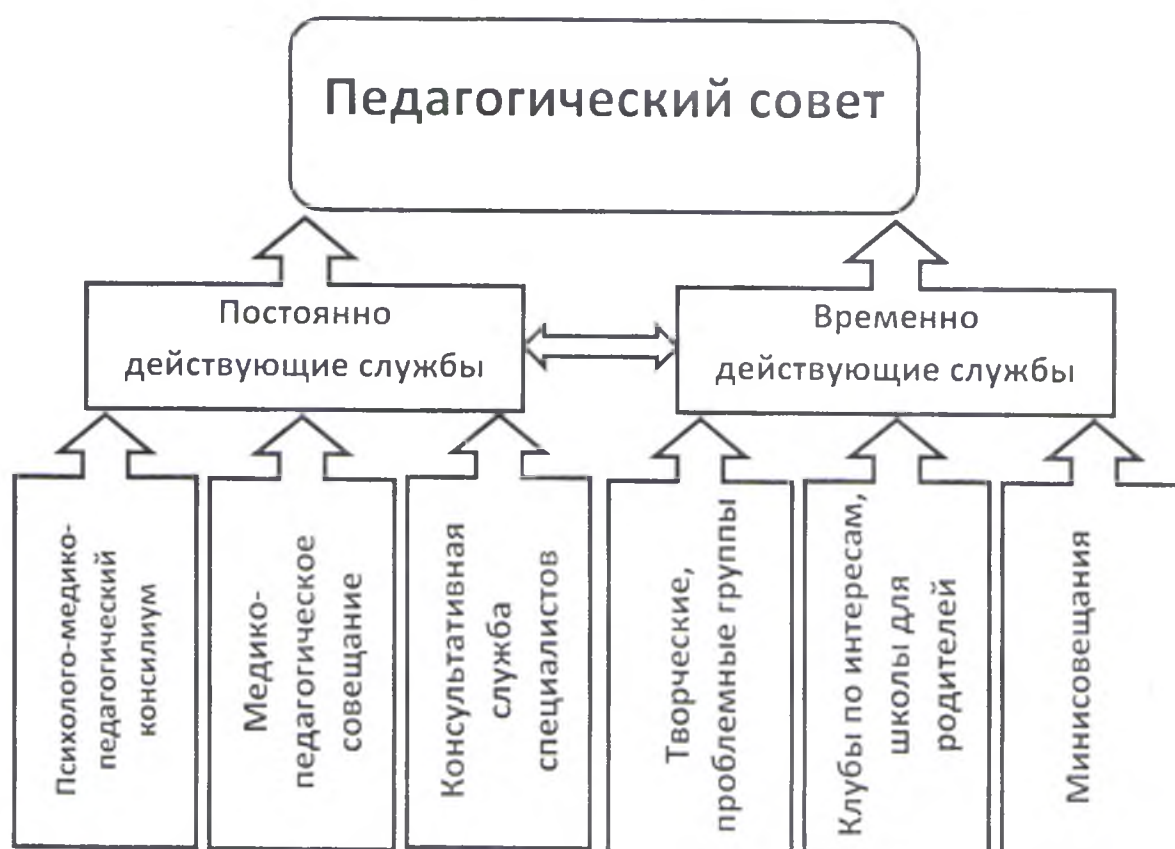 Педагогический совет
Постоянно
действующие службы
Временно
действующие службы
Психолого-медико-
педагогический
консилиум
Медико-
педагогическое
совещание
Консультативная
служба
специалистов
Творческие,
проблемные группы
Клубы по интересам,
школы для
родителей
Минисовещания